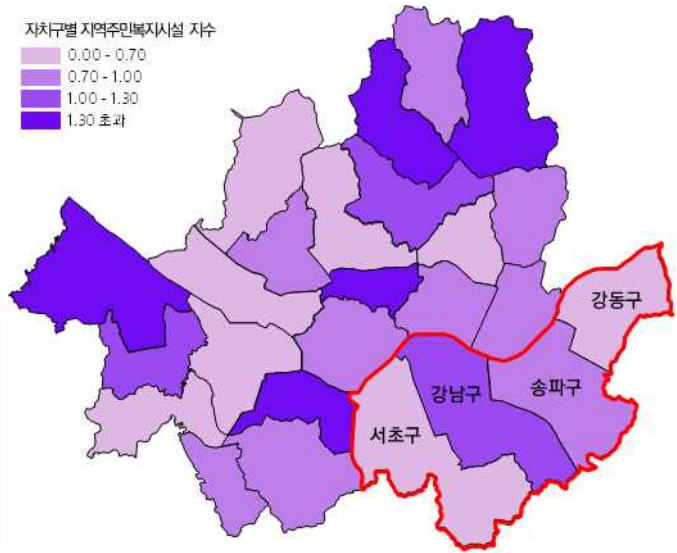 자치구별 지역주민복지시설 지수
0.00 - 0.70
0.70 - 1.00
1.00 - 1.30
1.30 초과
강동구
강남구
송파구
서초구